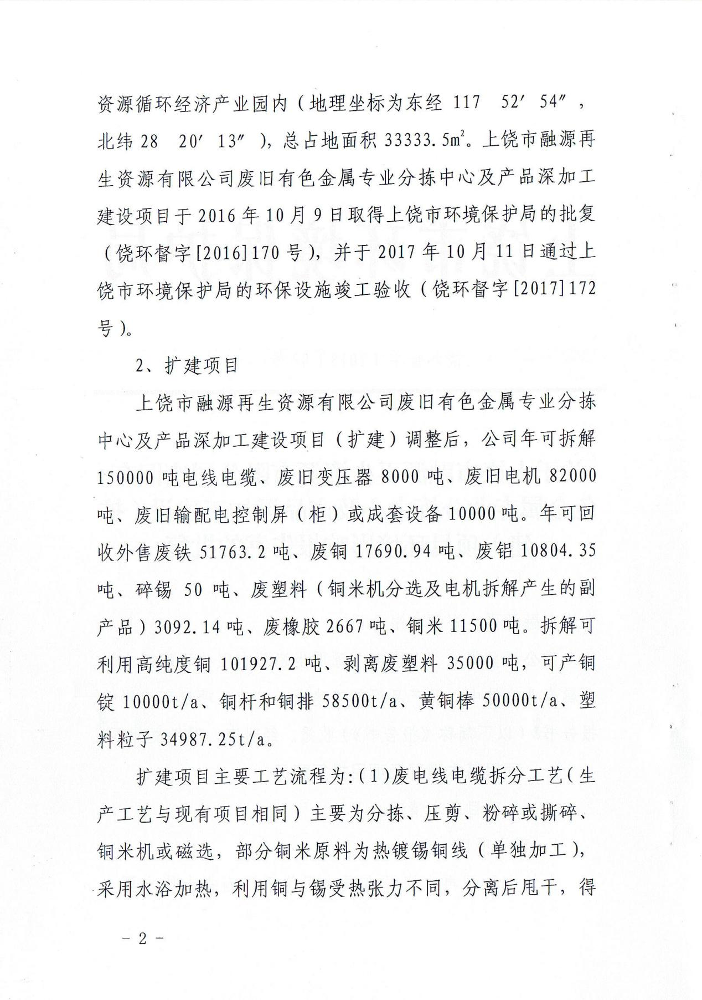 资源循环经济产业园内（地理坐标为东经 117 52′ 54″，
北纬 28 20′ 13″ ），总占地面积 33333.5m²。上饶市融源再
生资源有限公司废旧有色金属专业分拣中心及产品深加工
建设项目于 2016 年 10 月 9 日取得上饶市环境保护局的批复
（饶环督字[2016]170 号），并于 2017 年 10 月 11 日通过上
饶市环境保护局的环保设施竣工验收（饶环督字[2017]172
号）。
2、扩建项目
上饶市融源再生资源有限公司废旧有色金属专业分拣
中心及产品深加工建设项目（扩建）调整后，公司年可拆解
150000 吨电线电缆、废旧变压器 8000 吨、废旧电机 82000
吨、废旧输配电控制屏（柜）或成套设备 10000 吨。年可回
收外售废铁 51763.2 吨、废铜 17690.94 吨、废铝 10804.35
吨、碎锡 50 吨、废塑料（铜米机分选及电机拆解产生的副
产品）3092.14 吨、废橡胶 2667 吨、铜米 11500 吨。拆解可
利用高纯度铜 101927.2 吨、剥离废塑料 35000 吨，可产铜
锭 10000t/a、铜杆和铜排 58500t/a、黄铜棒 50000t/a、塑
料粒子 34987.25t/a。
扩建项目主要工艺流程为:（1）废电线电缆拆分工艺（生
产工艺与现有项目相同）主要为分拣、压剪、粉碎或撕碎、
铜米机或磁选，部分铜米原料为热镀锡铜线（单独加工），
采用水浴加热，利用铜与锡受热张力不同，分离后甩干，得
- 2 -